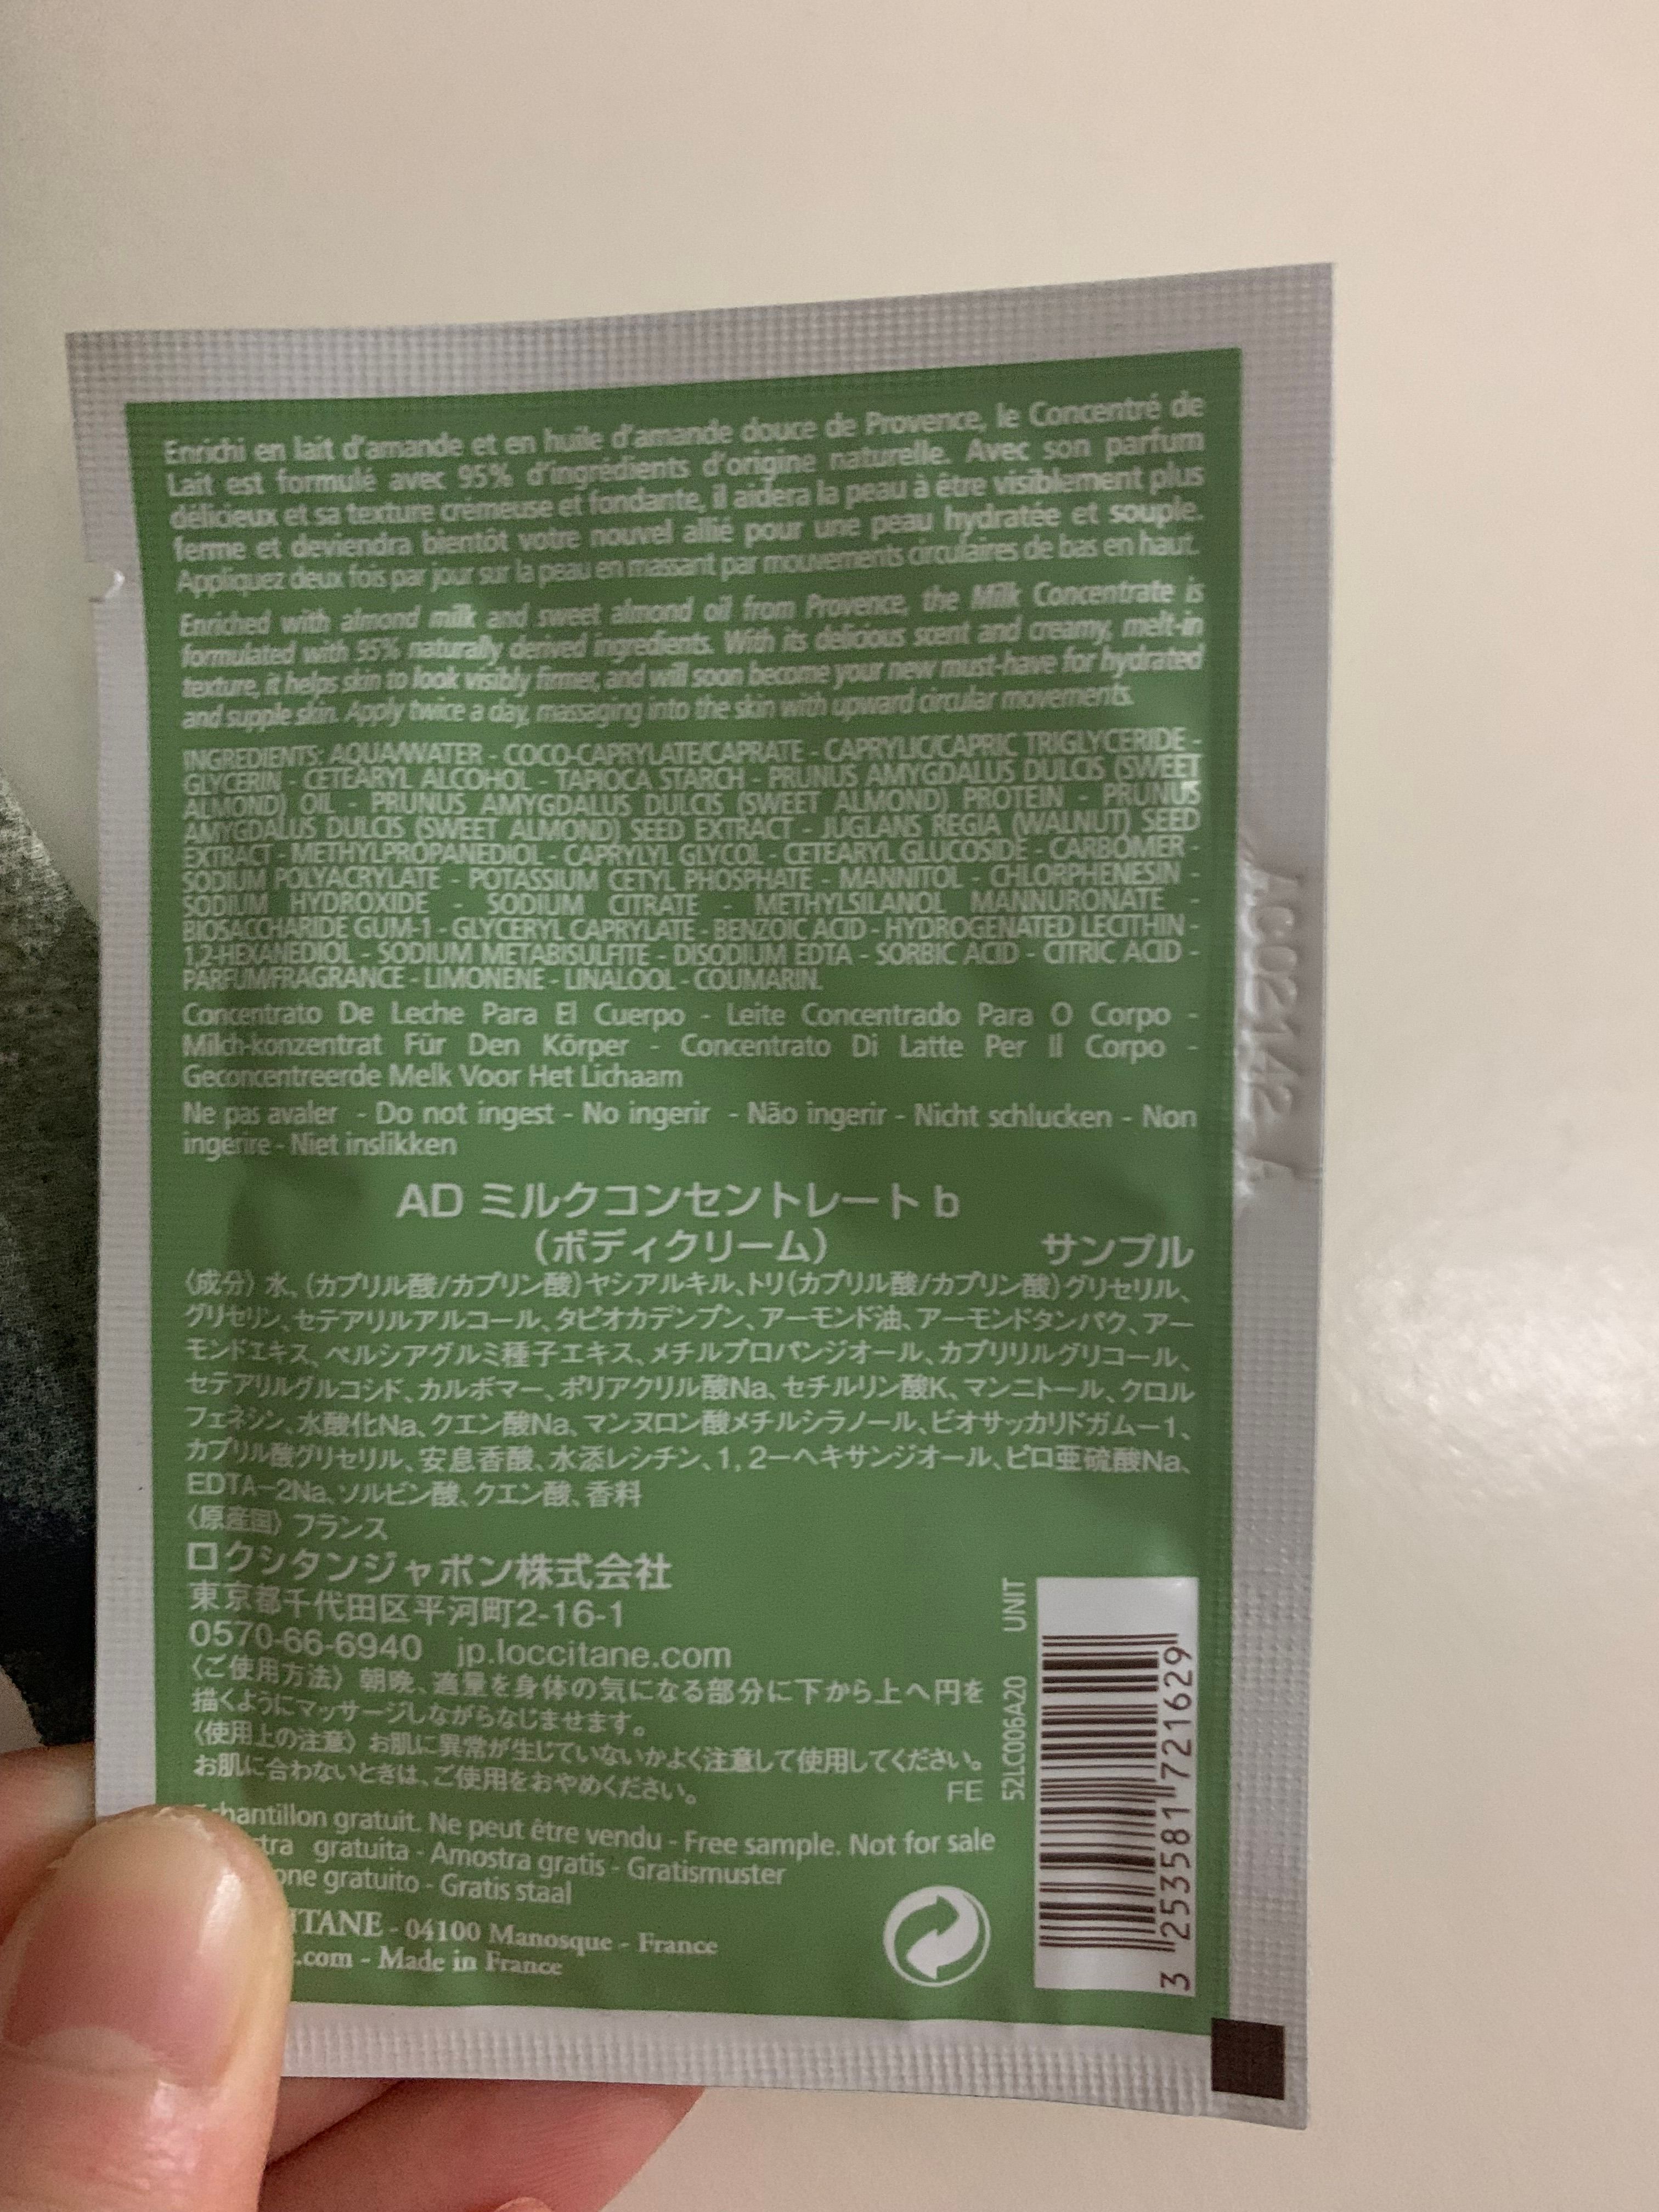 Enrichi en lait d'amande et en huile d'amande douce de Provence, le Concentré de
Lait est formulé avec 95% d'ingrédients d'origine naturelle. Avec son parfum
délicieux et sa texture crémeuse et fondante, il aidera la peau à être visiblement plus
ferme et deviendra bientôt votre nouvel allié pour une peau hydratée et souple.
Appliquez deux fois par jour sur la peau en massant par mouvements circulaires de bas en haut.
Enriched with almond milk and sweet almond oil from Provence, the Milk Concentrate is
formulated with 95% naturally derived ingredients. With its delicious scent and creamy, melt-in
texture, it helps skin to look visibly firmer, and will soon become your new must-have for hydrated
and supple skin. Apply twice a day, massaging into the skin with upward circular movements.
INGREDIENTS: AQUA/WATER - COCO-CAPRYLATE/CAPRATE - CAPRYLIC/CAPRIC TRIGLYCERIDE -
GLYCERIN - CETEARYL ALCOHOL - TAPIOCA STARCH - PRUNUS AMYGDALUS DULCIS (SWEET
ALMOND) OIL - PRUNUS AMYGDALUS DULCIS (SWEET ALMOND) PROTEIN - PRUNUS
AMYGDALUS DULCIS (SWEET ALMOND) SEED EXTRACT - JUGLANS REGIA (WALNUT) SEED
EXTRACT - METHYLPROPANEDIOL - CAPRYLYL GLYCOL - CETEARYL GLUCOSIDE - CARBOMER -
SODIUM POLYACRYLATE - POTASSIUM CETYL PHOSPHATE - MANNITOL - CHLORPHENESIN -
SODIUM HYDROXIDE - SODIUM CITRATE - METHYLSILANOL MANNURONATE -
BIOSACCHARIDE GUM-1 - GLYCERYL CAPRYLATE - BENZOIC ACID - HYDROGENATED LECITHIN -
1,2-HEXANEDIOL - SODIUM METABISULFITE - DISODIUM EDTA - SORBIC ACID - CITRIC ACID -
PARFUM/FRAGRANCE - LIMONENE - LINALOOL - COUMARIN.
Concentrato De Leche Para El Cuerpo - Leite Concentrado Para O Corpo -
Milch-konzentrat Für Den Körper - Concentrato Di Latte Per Il Corpo -
Geconcentreerde Melk Voor Het Lichaam
Ne pas avaler - Do not ingest - No ingerir - Não ingerir - Nicht schlucken - Non
ingerire - Niet inslikken
AD ミルクコンセントレート b
(ボディクリーム) サンプル
〈成分〉水、(カプリル酸/カプリン酸)ヤシアルキル、トリ(カプリル酸/カプリン酸)グリセリル、
グリセリン、セテアリルアルコール、タピオカデンプン、アーモンド油、アーモンドタンパク、アー
モンドエキス、ペルシアグルミ種子エキス、メチルプロパンジオール、カプリリルグリコール、
セテアリルグルコシド、カルボマー、ポリアクリル酸Na、セチルリン酸K、マンニトール、クロル
フェネシン、水酸化Na、クエン酸Na、マンヌロン酸メチルシラノール、ビオサッカリドガムー1、
カプリル酸グリセリル、安息香酸、水添レシチン、1,2ーヘキサンジオール、ピロ亜硫酸Na、
EDTAー2Na、ソルビン酸、クエン酸、香料
〈原産国〉フランス
ロクシタンジャポン株式会社
東京都千代田区平河町2-16-1
0570-66-6940 jp.loccitane.com
〈ご使用方法〉朝晩、適量を身体の気になる部分に下から上へ円を
描くようにマッサージしながらなじませます。
〈使用上の注意〉お肌に異常が生じていないかよく注意して使用してください。
お肌に合わないときは、ご使用をおやめください。 FE
chantillon gratuit. Ne peut être vendu - Free sample. Not for sale
tra gratuita - Amostra gratis - Gratismuster
one gratuito - Gratis staal
ITANE - 04100 Manosque - France
.com - Made in France
52LC006A20 UNIT
3 253581 721629